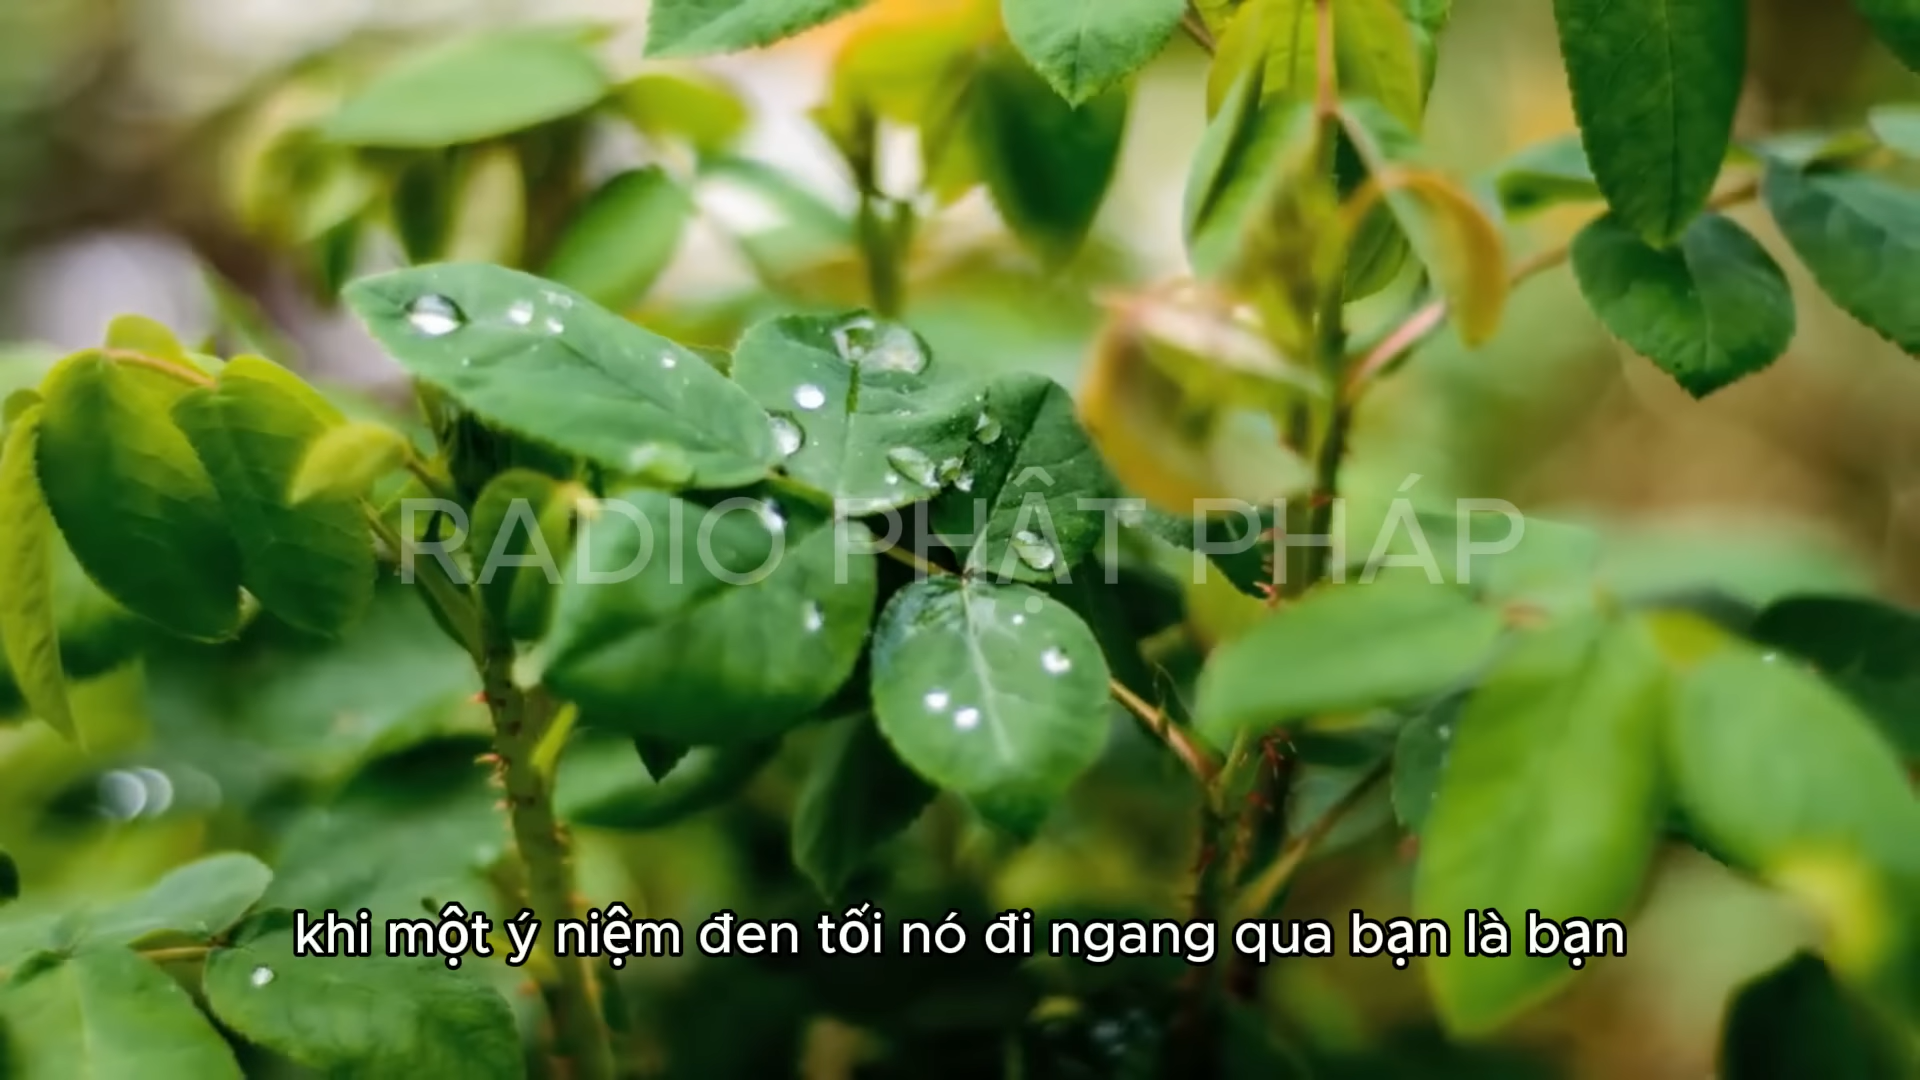 RADIO PHẬT PHÁP
khi một ý niệm đen tối nó đi ngang qua bạn là bạn